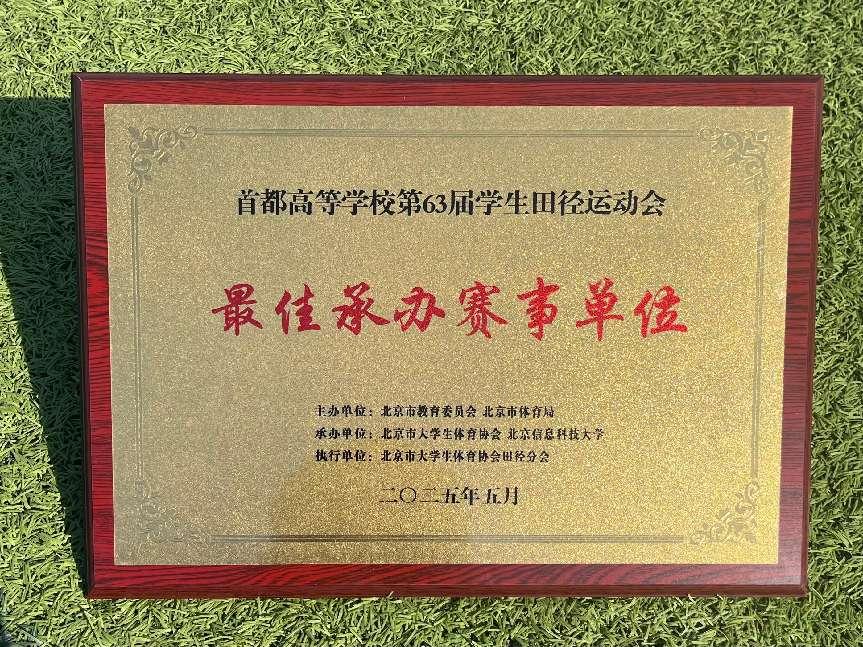 首都高等学校第63届学生田径运动会
最佳承办赛事单位
主办单位：北京市教育委员会 北京市体育局
承办单位：北京市大学生体育协会 北京信息科技大学
执行单位：北京市大学生体育协会田径分会
二〇二五年五月